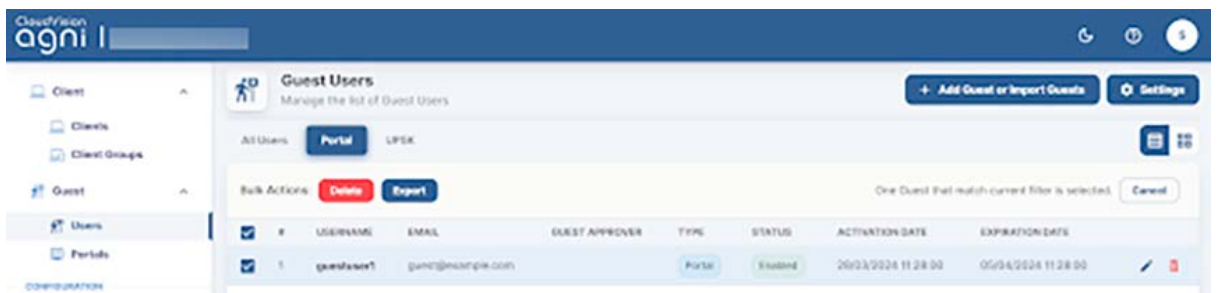 CloudVision
agni |
Client
Clients
Client Groups
Guest
Users
Portals
CONFIGURATION
Guest Users
Manage the list of Guest Users
+ Add Guest or Import Guests
Settings
All Users Portal UPSK
Bulk Actions Delete Export One Guest that match current filter is selected. Cancel
# USERNAME EMAIL GUEST APPROVER TYPE STATUS ACTIVATION DATE EXPIRATION DATE
1 guestuser1 guest@example.com Portal Enabled 28/03/2024 11:28:00 05/04/2024 11:28:00